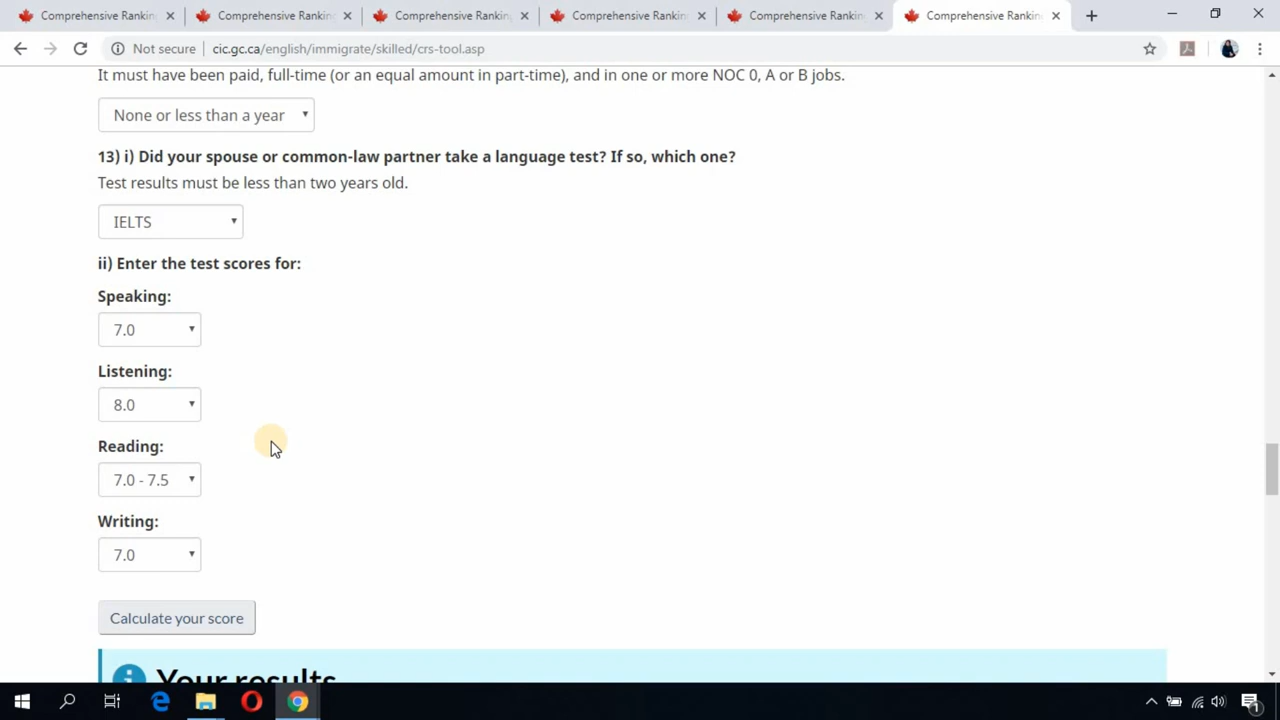 Comprehensive Rankin
Comprehensive Rankin
Comprehensive Rankin
Comprehensive Rankin
Comprehensive Rankin
Comprehensive Rankin
Not secure
cic.gc.ca/english/immigrate/skilled/crs-tool.asp
It must have been paid, full-time (or an equal amount in part-time), and in one or more NOC 0, A or B jobs.
None or less than a year
13) i) Did your spouse or common-law partner take a language test? If so, which one?
Test results must be less than two years old.
IELTS
ii) Enter the test scores for:
Speaking:
7.0
Listening:
8.0
Reading:
7.0 - 7.5
Writing:
7.0
Calculate your score
Your results
1